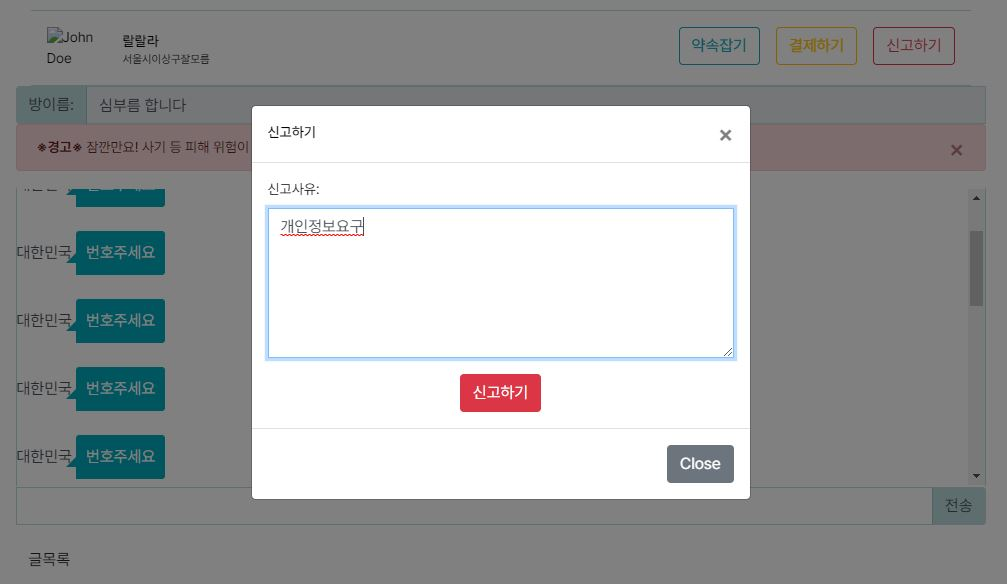 John
Doe
랄랄라
서울시이상구잘모름
약속잡기
결제하기
신고하기
방이름:
심부름 합니다
※경고※ 잠깐만요! 사기 등 피해 위험이
×
신고하기
×
신고사유:
개인정보요구
신고하기
Close
대한민국
번호주세요
대한민국
번호주세요
대한민국
번호주세요
대한민국
번호주세요
전송
글목록